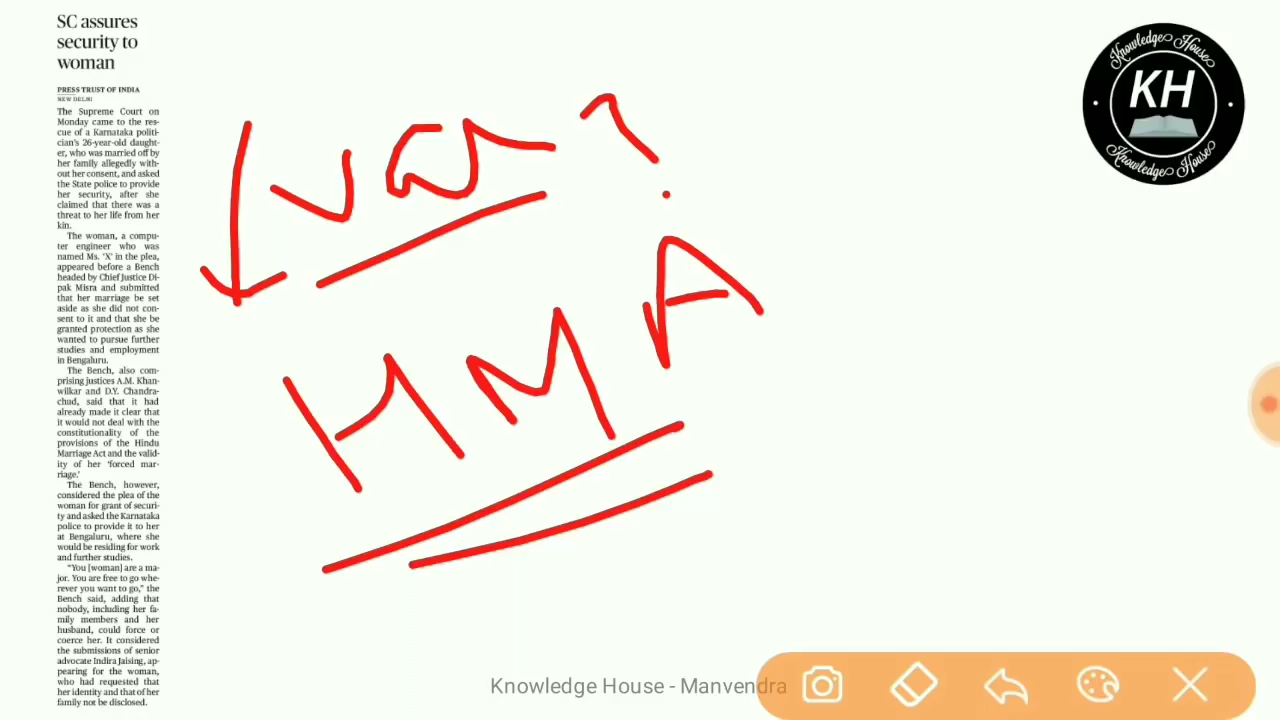 SC assures
security to
woman
PRESS TRUST OF INDIA
NEW DELHI
The Supreme Court on
Monday came to the res-
cue of a Karnataka politi-
cian's 26-year-old daught-
er, who was married off by
her family allegedly with-
out her consent, and asked
the State police to provide
her security, after she
claimed that there was a
threat to her life from her
kin.
The woman, a compu-
ter engineer who was
named Ms. 'X' in the plea,
appeared before a Bench
headed by Chief Justice Di-
pak Misra and submitted
that her marriage be set
aside as she did not con-
sent to it and that she be
granted protection as she
wanted to pursue further
studies and employment
in Bengaluru.
The Bench, also com-
prising justices A.M. Khan-
wilkar and D.Y. Chandra-
chud, said that it had
already made it clear that
it would not deal with the
constitutionality of the
provisions of the Hindu
Marriage Act and the valid-
ity of her 'forced mar-
riage.'
The Bench, however,
considered the plea of the
woman for grant of securi-
ty and asked the Karnataka
police to provide it to her
at Bengaluru, where she
would be residing for work
and further studies.
"You [woman] are a ma-
jor. You are free to go whe-
rever you want to go," the
Bench said, adding that
nobody, including her fa-
mily members and her
husband, could force or
coerce her. It considered
the submissions of senior
advocate Indira Jaising, ap-
pearing for the woman,
who had requested that
her identity and that of her
family not be disclosed.
HMA
Knowledge House
KH
Knowledge House
Knowledge House - Manvendra